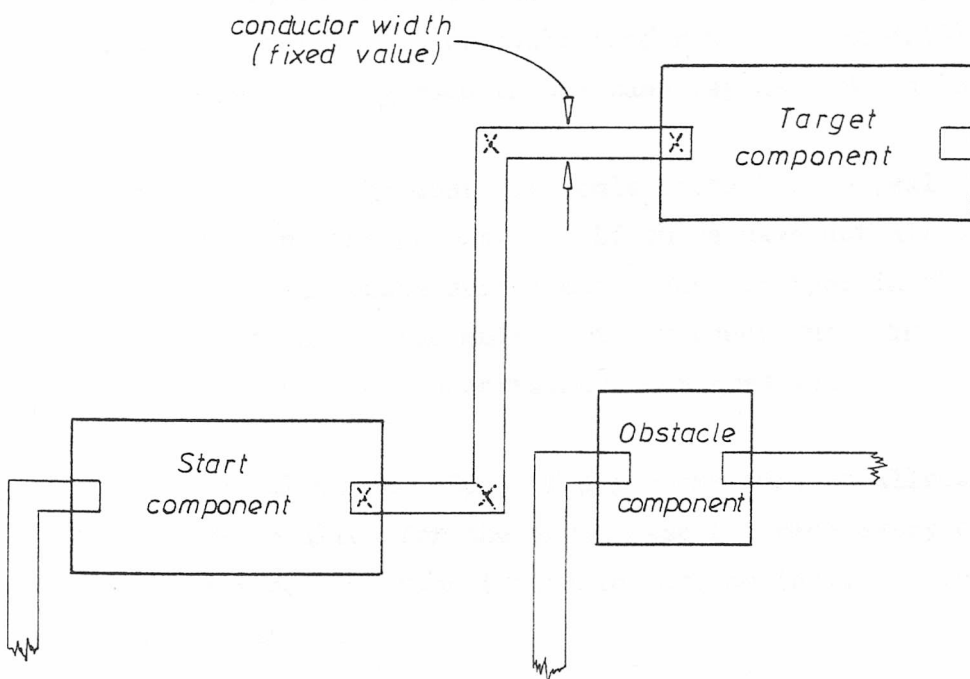 conductor width
(fixed value)
Target
component
Start
component
Obstacle
component